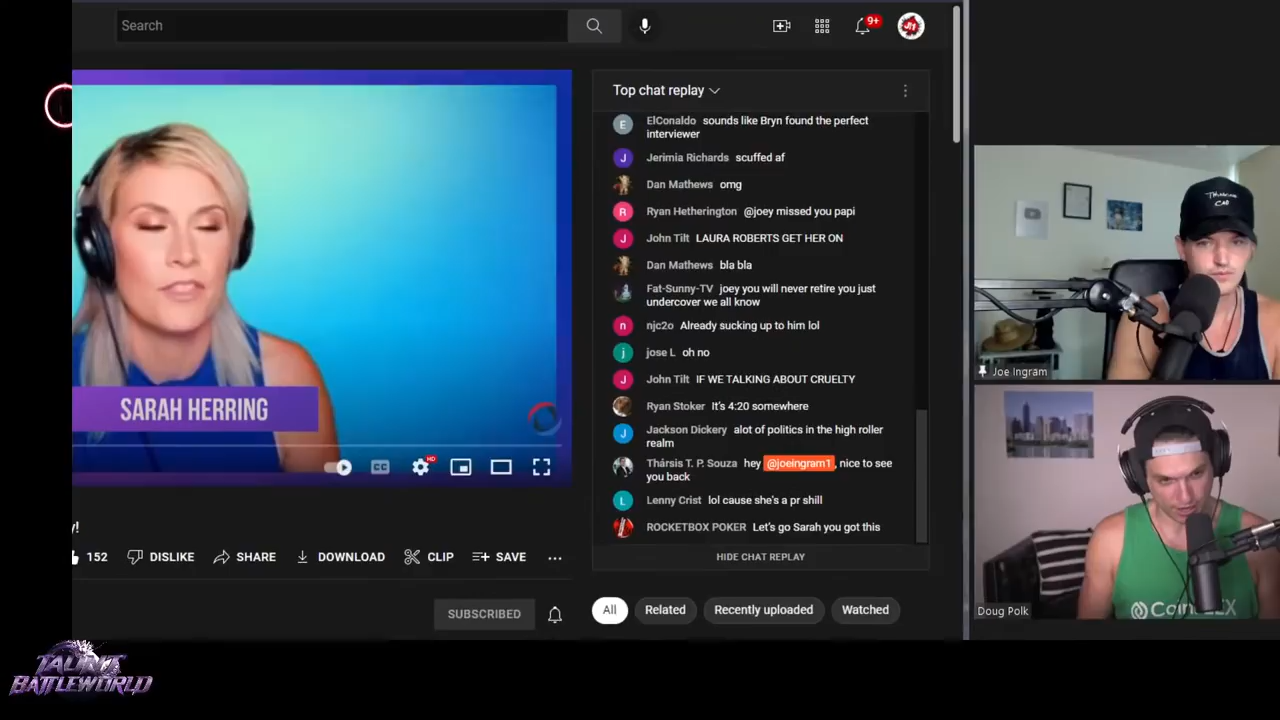 Search
9+
Top chat replay
E ElConaldo sounds like Bryn found the perfect
interviewer
J Jerimia Richards scuffed af
Dan Mathews omg
R Ryan Hetherington @joey missed you papi
J John Tilt LAURA ROBERTS GET HER ON
Dan Mathews bla bla
Fat-Sunny-TV joey you will never retire you just
undercover we all know
n njc2o Already sucking up to him lol
j jose L oh no
J John Tilt IF WE TALKING ABOUT CRUELTY
Ryan Stoker It's 4:20 somewhere
J Jackson Dickery alot of politics in the high roller
realm
Thársis T. P. Souza hey @joeingram1, nice to see
you back
L Lenny Crist lol cause she's a pr shill
ROCKETBOX POKER Let's go Sarah you got this
HIDE CHAT REPLAY
SARAH HERRING
CC HD
y!
152 DISLIKE SHARE DOWNLOAD CLIP SAVE
SUBSCRIBED
All Related Recently uploaded Watched
THINKING
CAP
Joe Ingram
Doug Polk
TAUNT
BATTLEWORLD